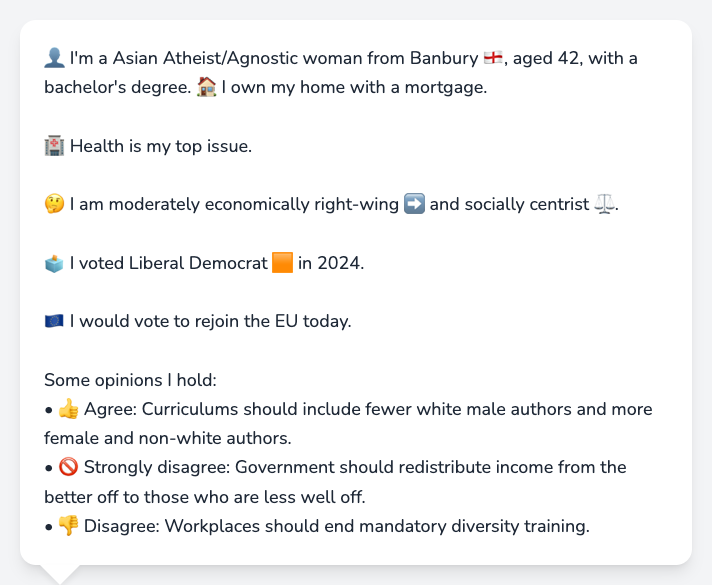 👤 I'm a Asian Atheist/Agnostic woman from Banbury 🏴󠁧󠁢󠁥󠁮󠁧󠁿, aged 42, with a
bachelor's degree. 🏠 I own my home with a mortgage.
🏥 Health is my top issue.
🤔 I am moderately economically right-wing ➡️ and socially centrist ⚖️.
🗳️ I voted Liberal Democrat 🟧 in 2024.
🇪🇺 I would vote to rejoin the EU today.
Some opinions I hold:
• 👍 Agree: Curriculums should include fewer white male authors and more
female and non-white authors.
• 🚫 Strongly disagree: Government should redistribute income from the
better off to those who are less well off.
• 👎 Disagree: Workplaces should end mandatory diversity training.